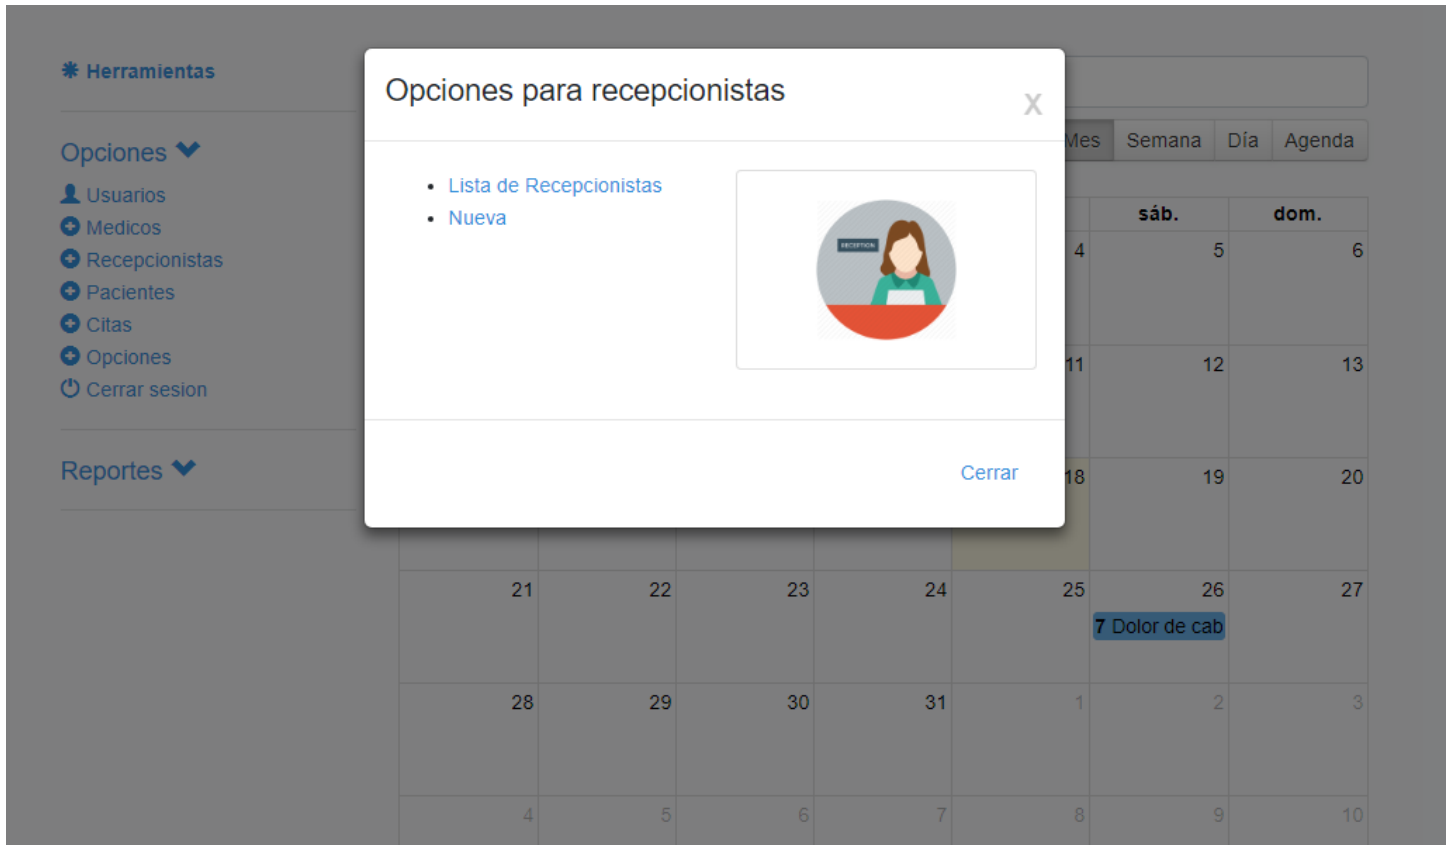 Herramientas
Opciones
Usuarios
Medicos
Recepcionistas
Pacientes
Citas
Opciones
Cerrar sesion
Reportes
Opciones para recepcionistas
X
Lista de Recepcionistas
Nueva
RECEPTION
Cerrar
Mes Semana Día Agenda
sáb. dom.
4 5 6
11 12 13
18 19 20
21 22 23 24 25 26 27
7 Dolor de cab
28 29 30 31 1 2 3
4 5 6 7 8 9 10